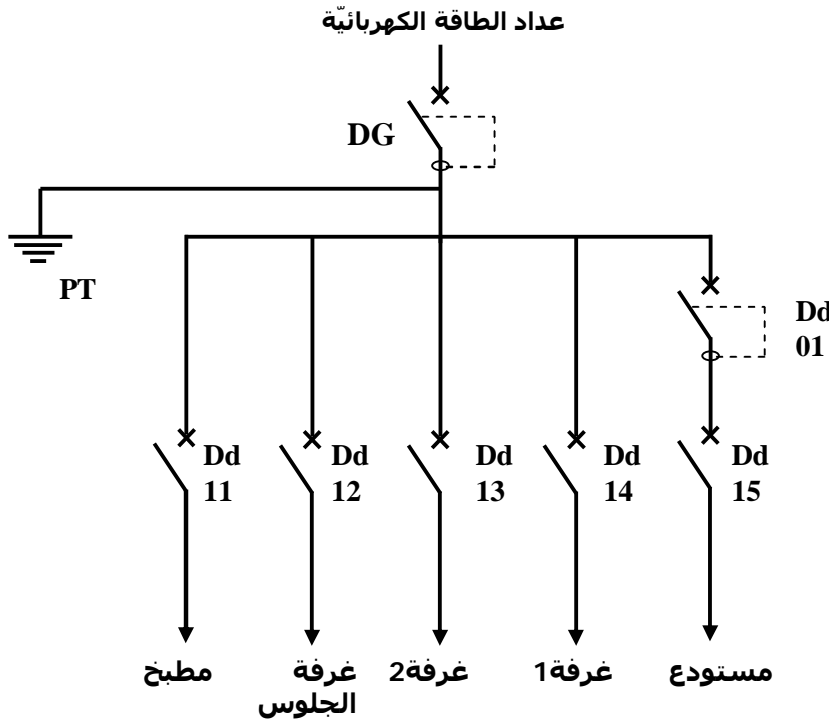 عداد الطاقة الكهربائيّة
DG
PT
Dd
01
Dd
11
Dd
12
Dd
13
Dd
14
Dd
15
مطبخ
غرفة
الجلوس
غرفة2
غرفة1
مستودع